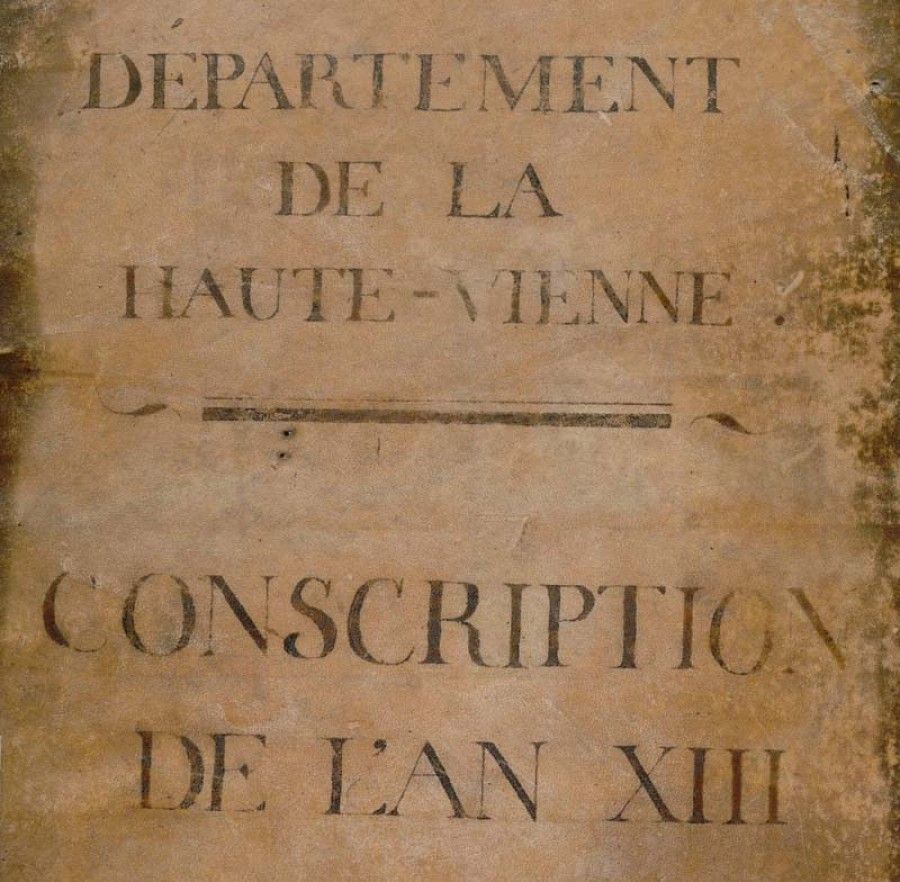 DÉPARTEMENT
DE LA
HAUTE-VIENNE.
CONSCRIPTION
DE L'AN XIII